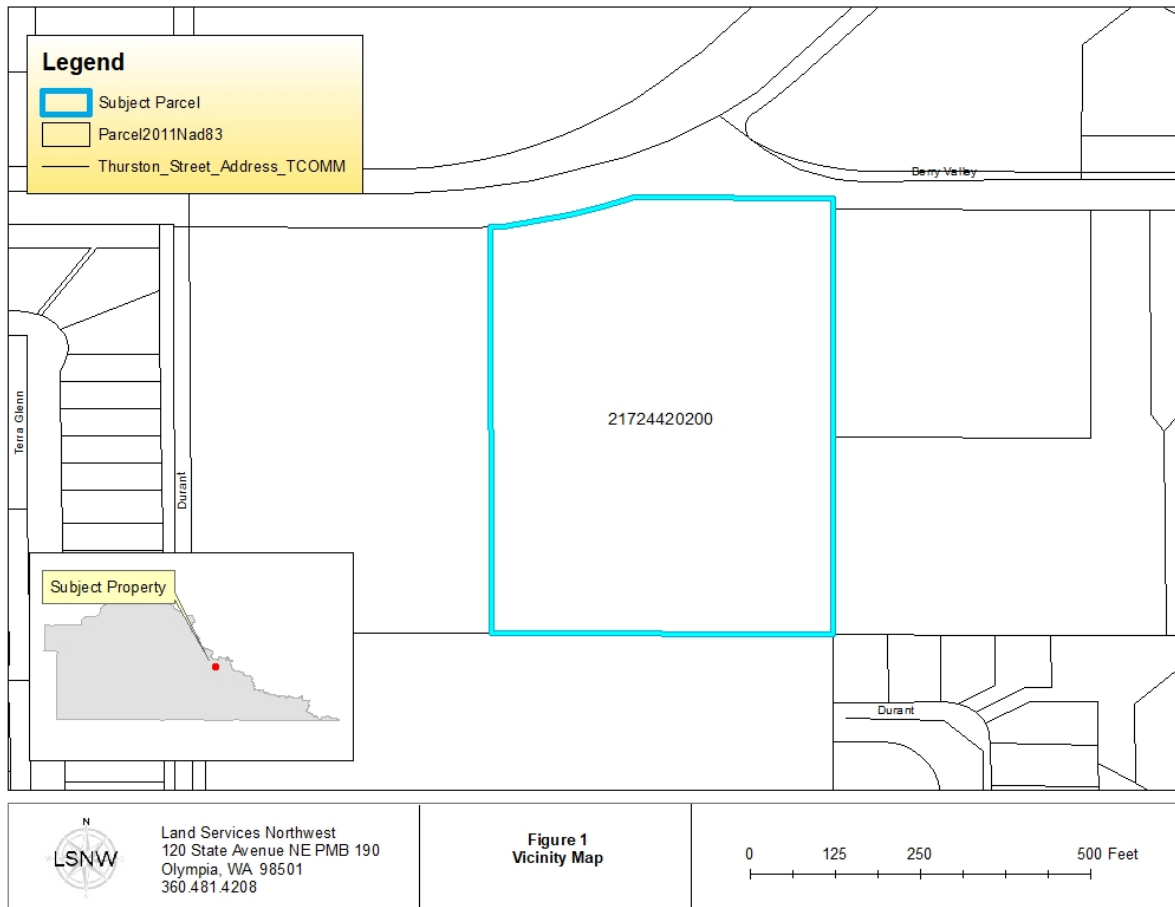 Legend
Subject Parcel
Parcel2011Nad83
Thurston_Street_Address_TCOMM
Berry Valley
Terra Glenn
Durant
21724420200
Subject Property
Durant
N
LSNW
Land Services Northwest
120 State Avenue NE PMB 190
Olympia, WA 98501
360.481.4208
Figure 1
Vicinity Map
0 125 250 500 Feet